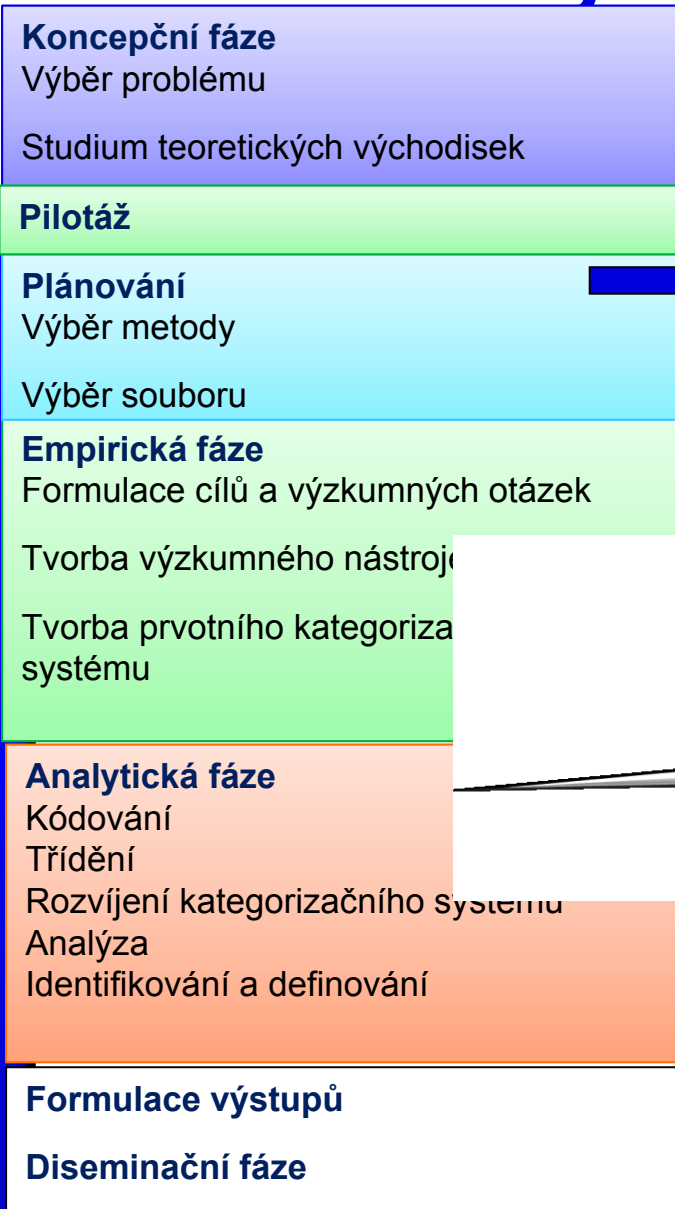 Koncepční fáze
Výběr problému
Studium teoretických východisek
Pilotáž
Plánování
Výběr metody
Výběr souboru
Empirická fáze
Formulace cílů a výzkumných otázek
Tvorba výzkumného nástroje
Tvorba prvotního kategoriza
systému
Analytická fáze
Kódování
Třídění
Rozvíjení kategorizačního systému
Analýza
Identifikování a definování
Formulace výstupů
Diseminační fáze